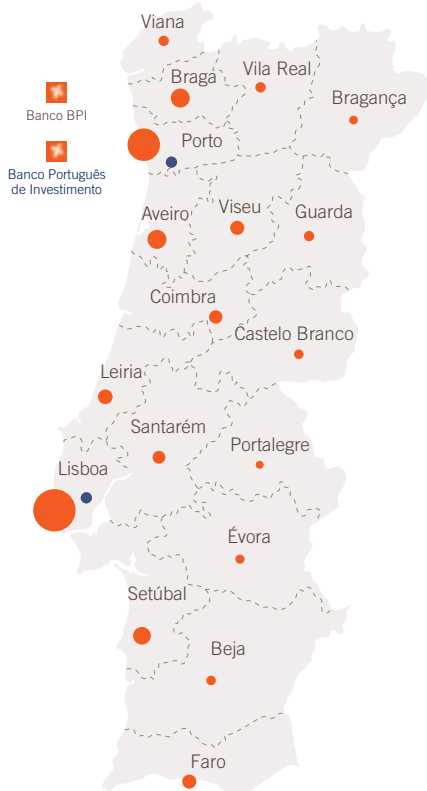 Viana
Braga
Vila Real
Bragança
Banco BPI
Porto
Banco Português
de Investimento
Aveiro
Viseu
Guarda
Coimbra
Castelo Branco
Leiria
Santarém
Portalegre
Lisboa
Évora
Setúbal
Beja
Faro